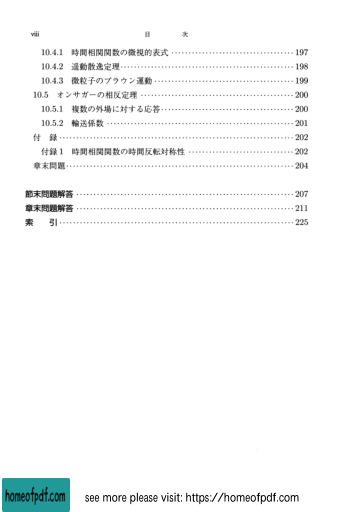 viii 目 次
10.4.1 時間相関関数の微視的表式 ································ 197
10.4.2 遥動散逸定理················································ 198
10.4.3 微粒子のブラウン運動 ···································· 199
10.5 オンサガーの相反定理 ········································ 200
10.5.1 複数の外場に対する応答·································· 200
10.5.2 輸送係数 ···················································· 201
付 録································································ 202
付録 1 時間相関関数の時間反転対称性 ·························· 202
章末問題······························································ 204
節末問題解答 ························································ 207
章末問題解答 ························································ 211
索 引································································ 225
homeofpdf.com see more please visit: https://homeofpdf.com